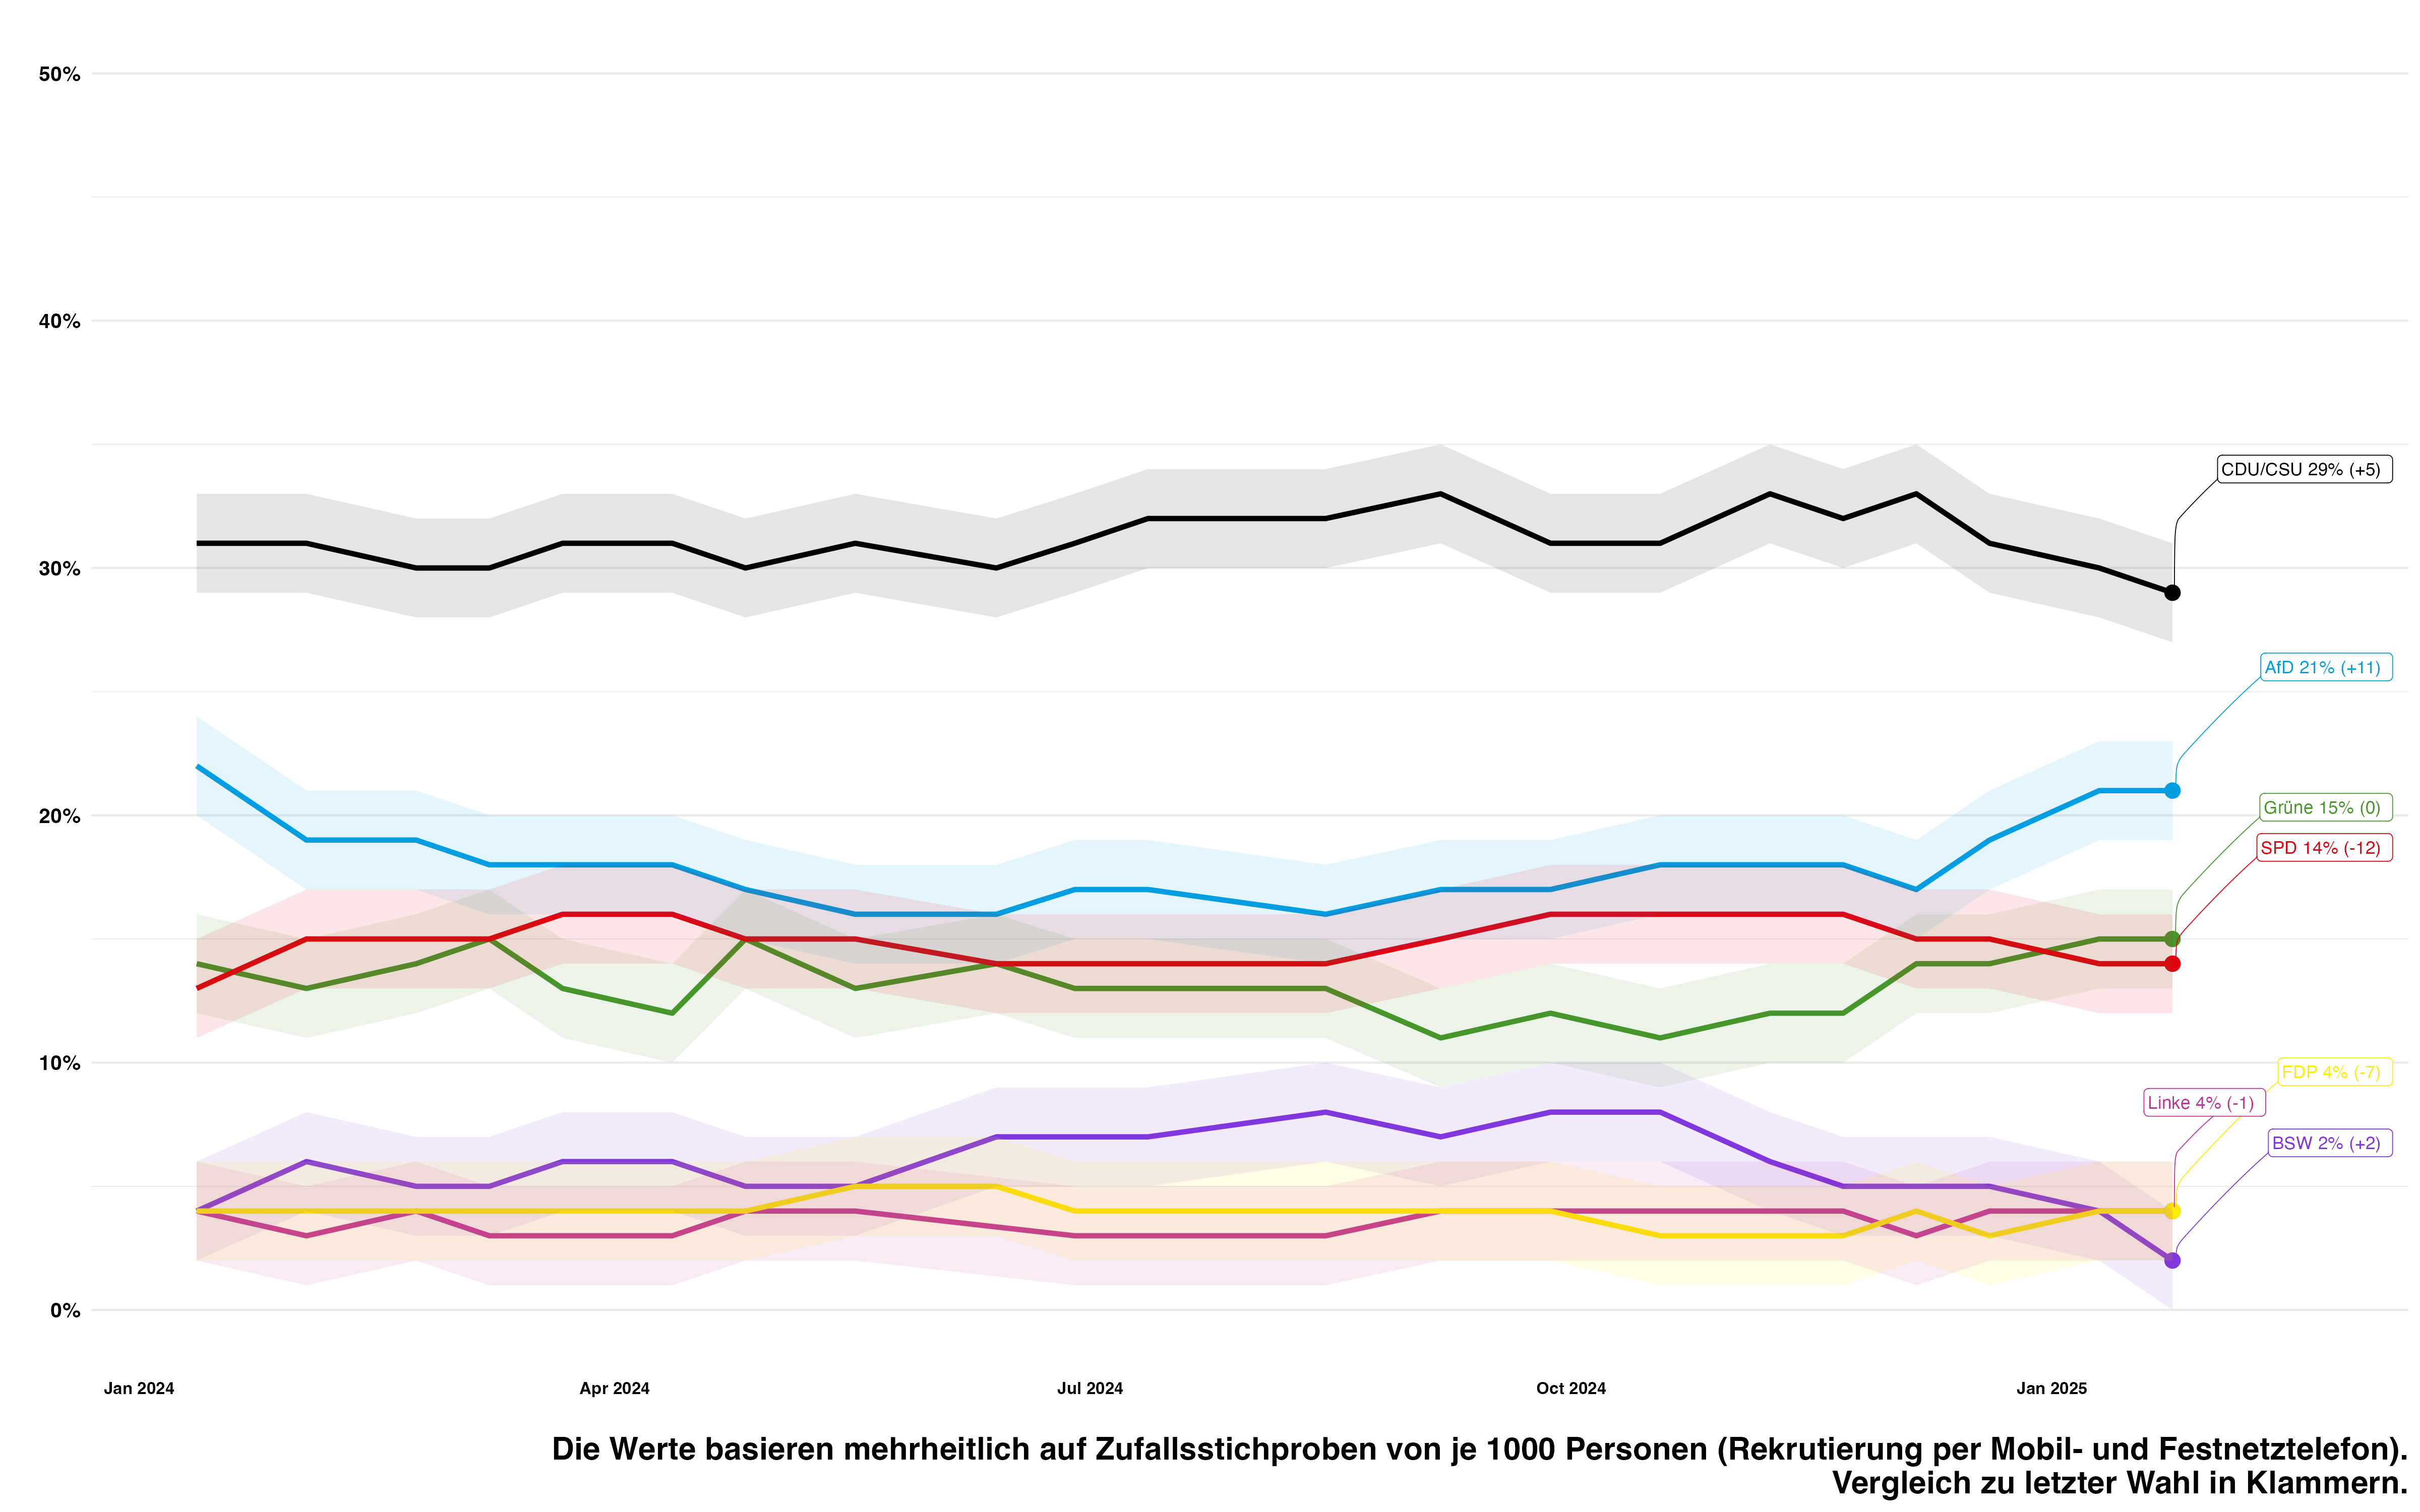 50%
40%
30%
20%
10%
0%
CDU/CSU 29% (+5)
AfD 21% (+11)
Grüne 15% (0)
SPD 14% (-12)
FDP 4% (-7)
Linke 4% (-1)
BSW 2% (+2)
Jan 2024
Apr 2024
Jul 2024
Oct 2024
Jan 2025
Die Werte basieren mehrheitlich auf Zufallsstichproben von je 1000 Personen (Rekrutierung per Mobil- und Festnetztelefon).
Vergleich zu letzter Wahl in Klammern.